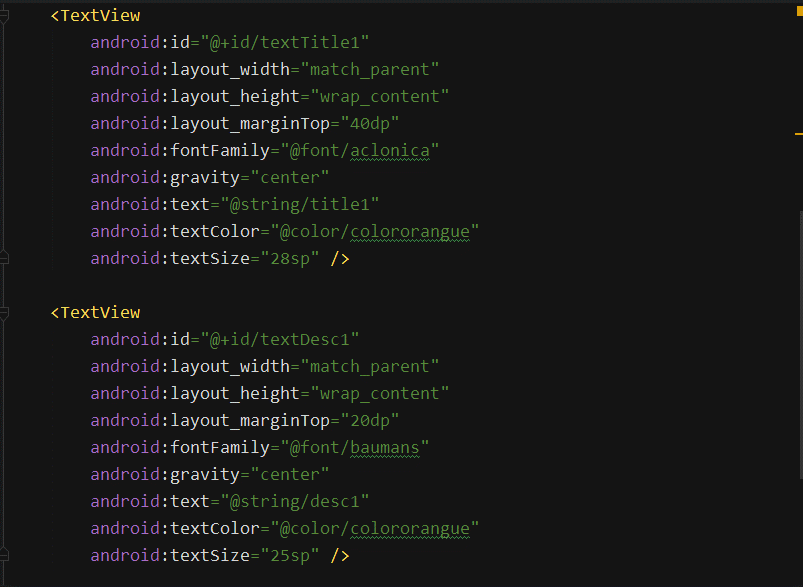 <TextView
android:id="@+id/textTitle1"
android:layout_width="match_parent"
android:layout_height="wrap_content"
android:layout_marginTop="40dp"
android:fontFamily="@font/aclonica"
android:gravity="center"
android:text="@string/title1"
android:textColor="@color/colororangue"
android:textSize="28sp" />
<TextView
android:id="@+id/textDesc1"
android:layout_width="match_parent"
android:layout_height="wrap_content"
android:layout_marginTop="20dp"
android:fontFamily="@font/baumans"
android:gravity="center"
android:text="@string/desc1"
android:textColor="@color/colororangue"
android:textSize="25sp" />